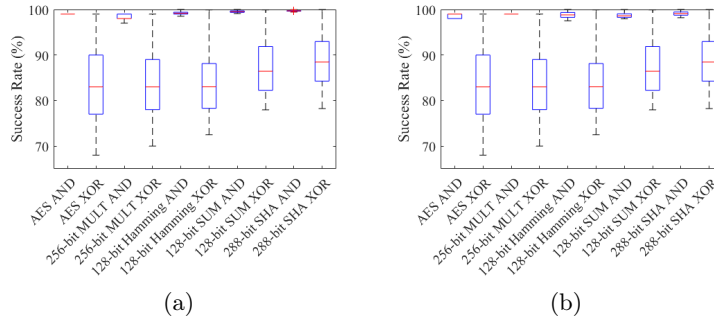 100
90
80
70
Success Rate (%)
AES AND
AES XOR
256-bit MULT AND
256-bit MULT XOR
128-bit Hamming AND
128-bit Hamming XOR
128-bit SUM AND
128-bit SUM XOR
288-bit SHA AND
288-bit SHA XOR
(a)
100
90
80
70
Success Rate (%)
AES AND
AES XOR
256-bit MULT AND
256-bit MULT XOR
128-bit Hamming AND
128-bit Hamming XOR
128-bit SUM AND
128-bit SUM XOR
288-bit SHA AND
288-bit SHA XOR
(b)